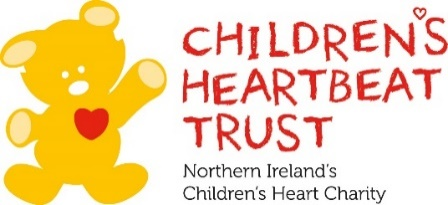 CHILDREN'S
HEARTBEAT
TRUST
Northern Ireland's
Children's Heart Charity